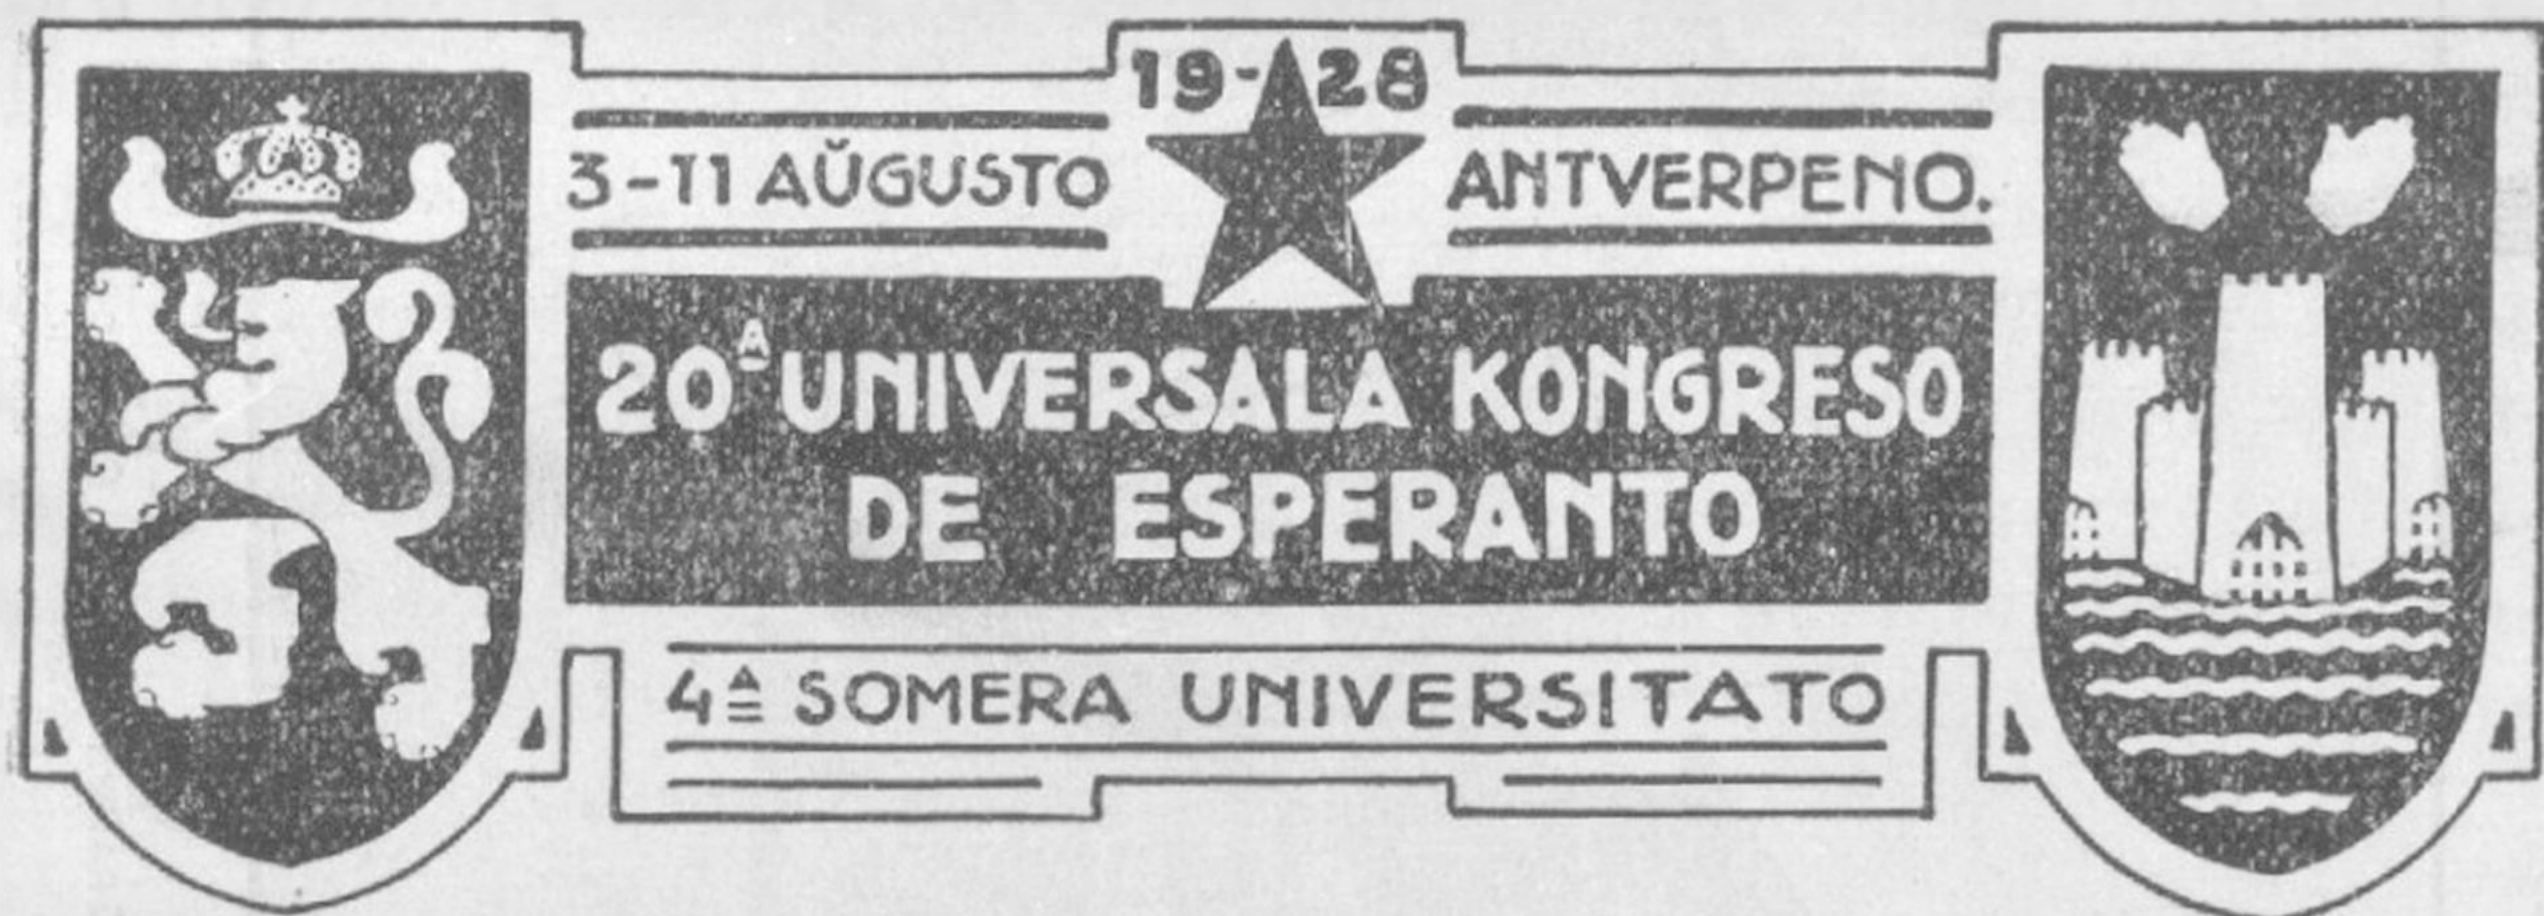 19-28
3-11 AŬGUSTO ANTVERPENO.
20A UNIVERSALA KONGRESO
DE ESPERANTO
4A SOMERA UNIVERSITATO